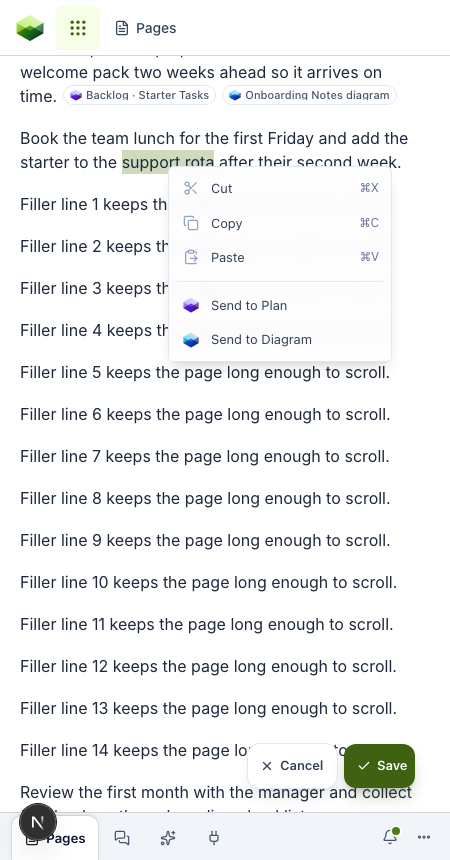 Pages
welcome pack two weeks ahead so it arrives on
time. Backlog · Starter Tasks Onboarding Notes diagram
Book the team lunch for the first Friday and add the
starter to the support rota after their second week.
Cut ⌘X
Filler line 1 keeps th
Copy ⌘C
Filler line 2 keeps th
Paste ⌘V
Filler line 3 keeps th
Send to Plan
Filler line 4 keeps th
Send to Diagram
Filler line 5 keeps the page long enough to scroll.
Filler line 6 keeps the page long enough to scroll.
Filler line 7 keeps the page long enough to scroll.
Filler line 8 keeps the page long enough to scroll.
Filler line 9 keeps the page long enough to scroll.
Filler line 10 keeps the page long enough to scroll.
Filler line 11 keeps the page long enough to scroll.
Filler line 12 keeps the page long enough to scroll.
Filler line 13 keeps the page long enough to scroll.
Filler line 14 keeps the page
Cancel Save
Review the first month with the manager and collect
N Pages